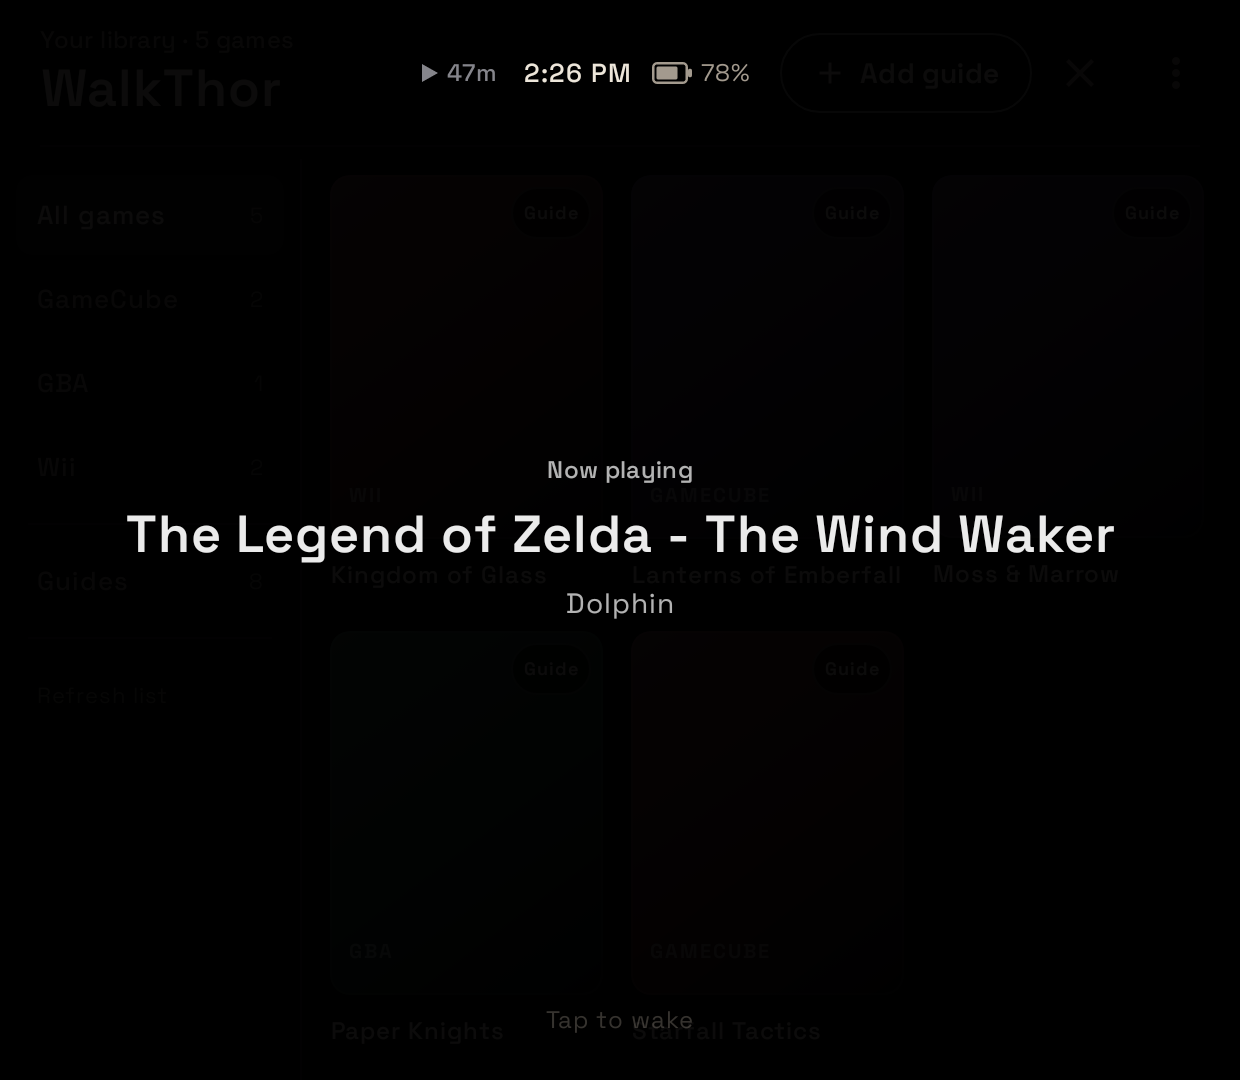 Your library · 5 games
WalkThor
47m
2:26 PM
78%
+ Add guide
All games 5
GameCube 2
GBA 1
Wii 2
Guides 8
Refresh list
Guide
WII
Kingdom of Glass
Guide
GAMECUBE
Lanterns of Emberfall
Guide
WII
Moss & Marrow
Now playing
The Legend of Zelda - The Wind Waker
Dolphin
Guide
GBA
Paper Knights
Guide
GAMECUBE
Starfall Tactics
Tap to wake